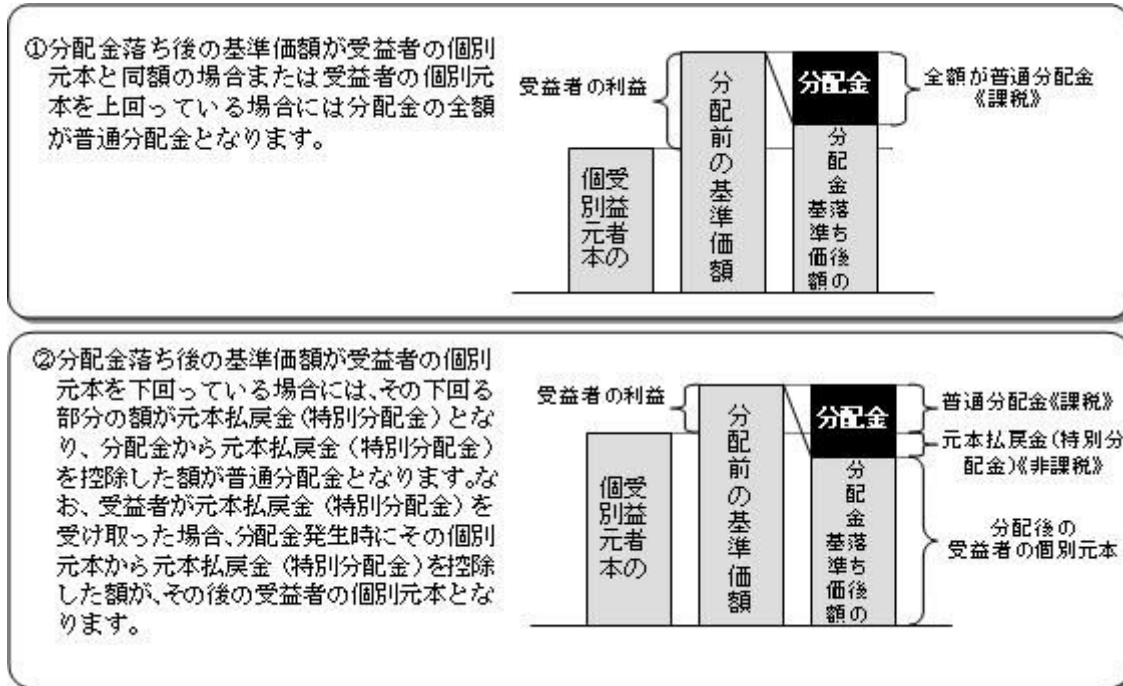 ①分配金落ち後の基準価額が受益者の個別
元本と同額の場合または受益者の個別元
本を上回っている場合には分配金の全額
が普通分配金となります。
受益者の利益
分配前の基準価額
分配金
全額が普通分配金
《課税》
受益者の
個別元本
分配金落ち後の
基準価額
②分配金落ち後の基準価額が受益者の個別
元本を下回っている場合には、その下回る
部分の額が元本払戻金（特別分配金）とな
り、分配金から元本払戻金（特別分配金）
を控除した額が普通分配金となります。な
お、受益者が元本払戻金（特別分配金）を
受け取った場合、分配金発生時にその個別
元本から元本払戻金（特別分配金）を控除
した額が、その後の受益者の個別元本とな
ります。
受益者の利益
分配前の基準価額
分配金
普通分配金《課税》
元本払戻金（特別分
配金）《非課税》
受益者の
個別元本
分配金落ち後の
基準価額
分配後の
受益者の個別元本